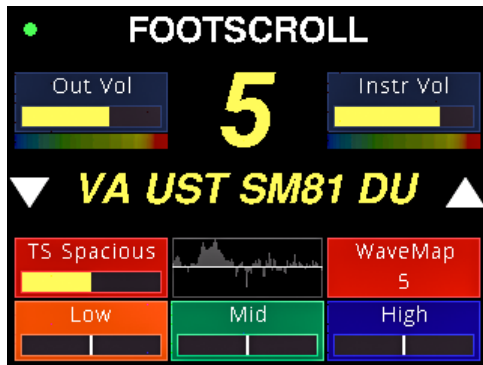 FOOTSCROLL
Out Vol
5
Instr Vol
VA UST SM81 DU
TS Spacious
WaveMap
5
Low
Mid
High